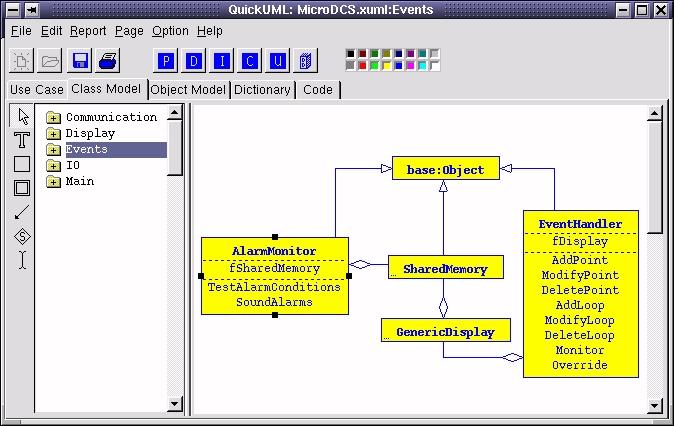 QuickUML: MicroDCS.xuml:Events
File Edit Report Page Option Help
P D I C U
Use Case Class Model Object Model Dictionary Code
Communication
Display
Events
IO
Main
T
S
base:Object
AlarmMonitor
fSharedMemory
TestAlarmConditions
SoundAlarms
... SharedMemory
... GenericDisplay
EventHandler
fDisplay
AddPoint
ModifyPoint
DeletePoint
AddLoop
ModifyLoop
DeleteLoop
Monitor
Override